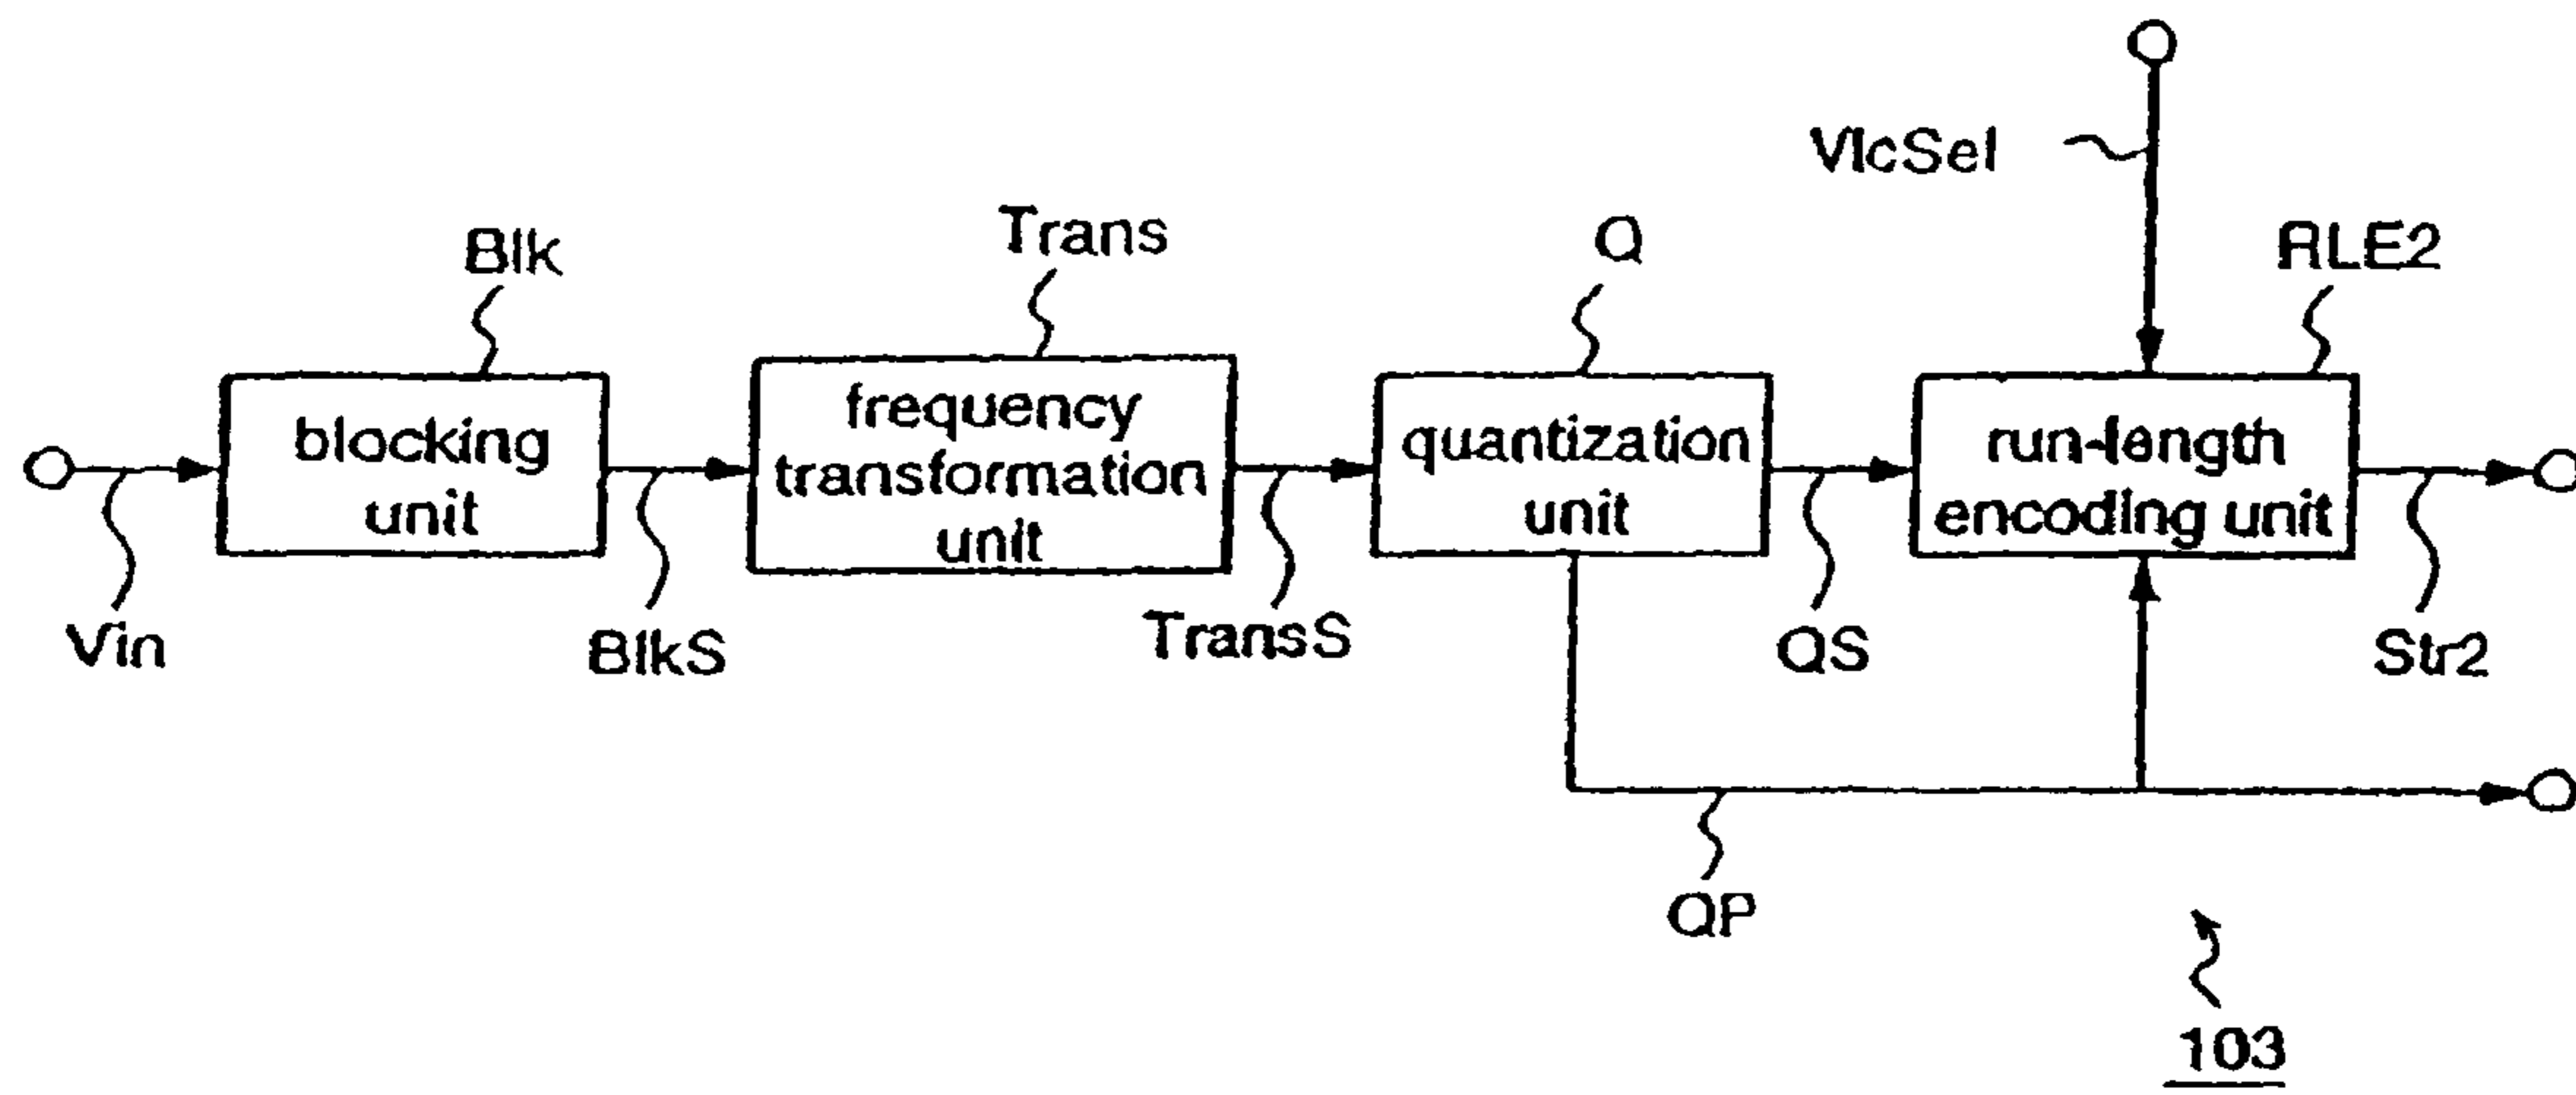 VlcSel
Blk
Trans
Q
RLE2
blocking
unit
frequency
transformation
unit
quantization
unit
run-length
encoding unit
Vin
BlkS
TransS
QS
Str2
QP
103